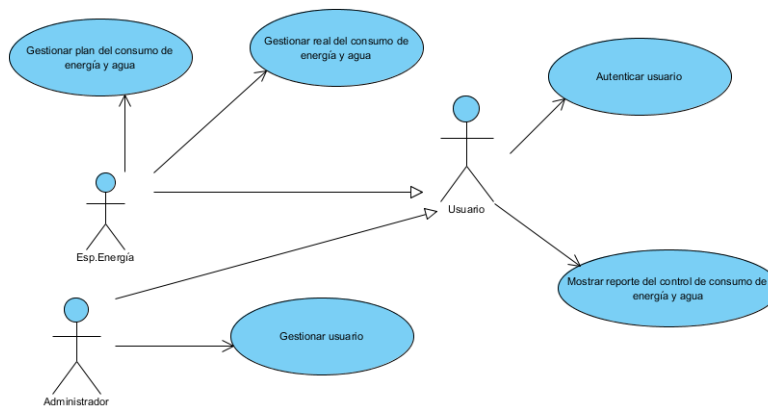 Gestionar plan del consumo de
energía y agua
Gestionar real del consumo de
energía y agua
Autenticar usuario
Usuario
Esp.Energía
Mostrar reporte del control de consumo de
energía y agua
Gestionar usuario
Administrador